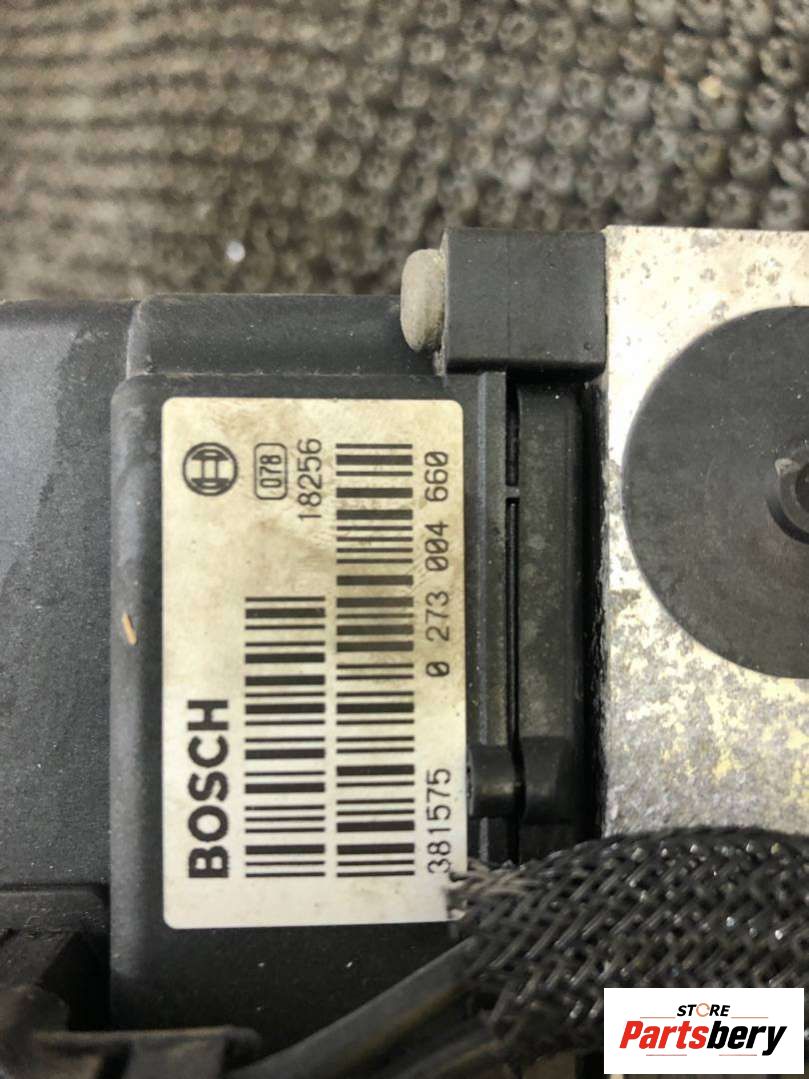 BOSCH
078
18256
381575
0 273 004 660
STORE
Partsbery